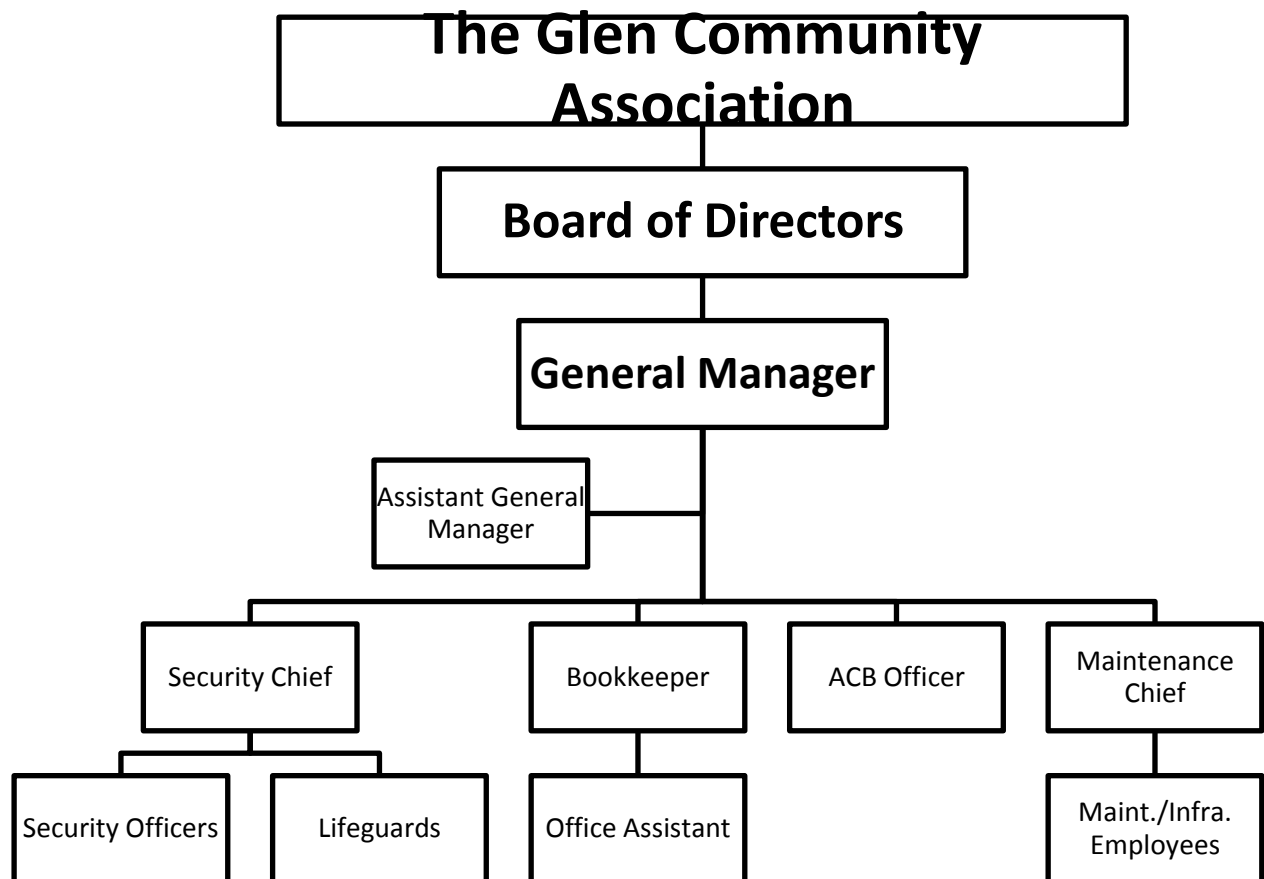 The Glen Community
Association
Board of Directors
General Manager
Assistant General
Manager
Security Chief
Bookkeeper
ACB Officer
Maintenance
Chief
Security Officers
Lifeguards
Office Assistant
Maint./Infra.
Employees